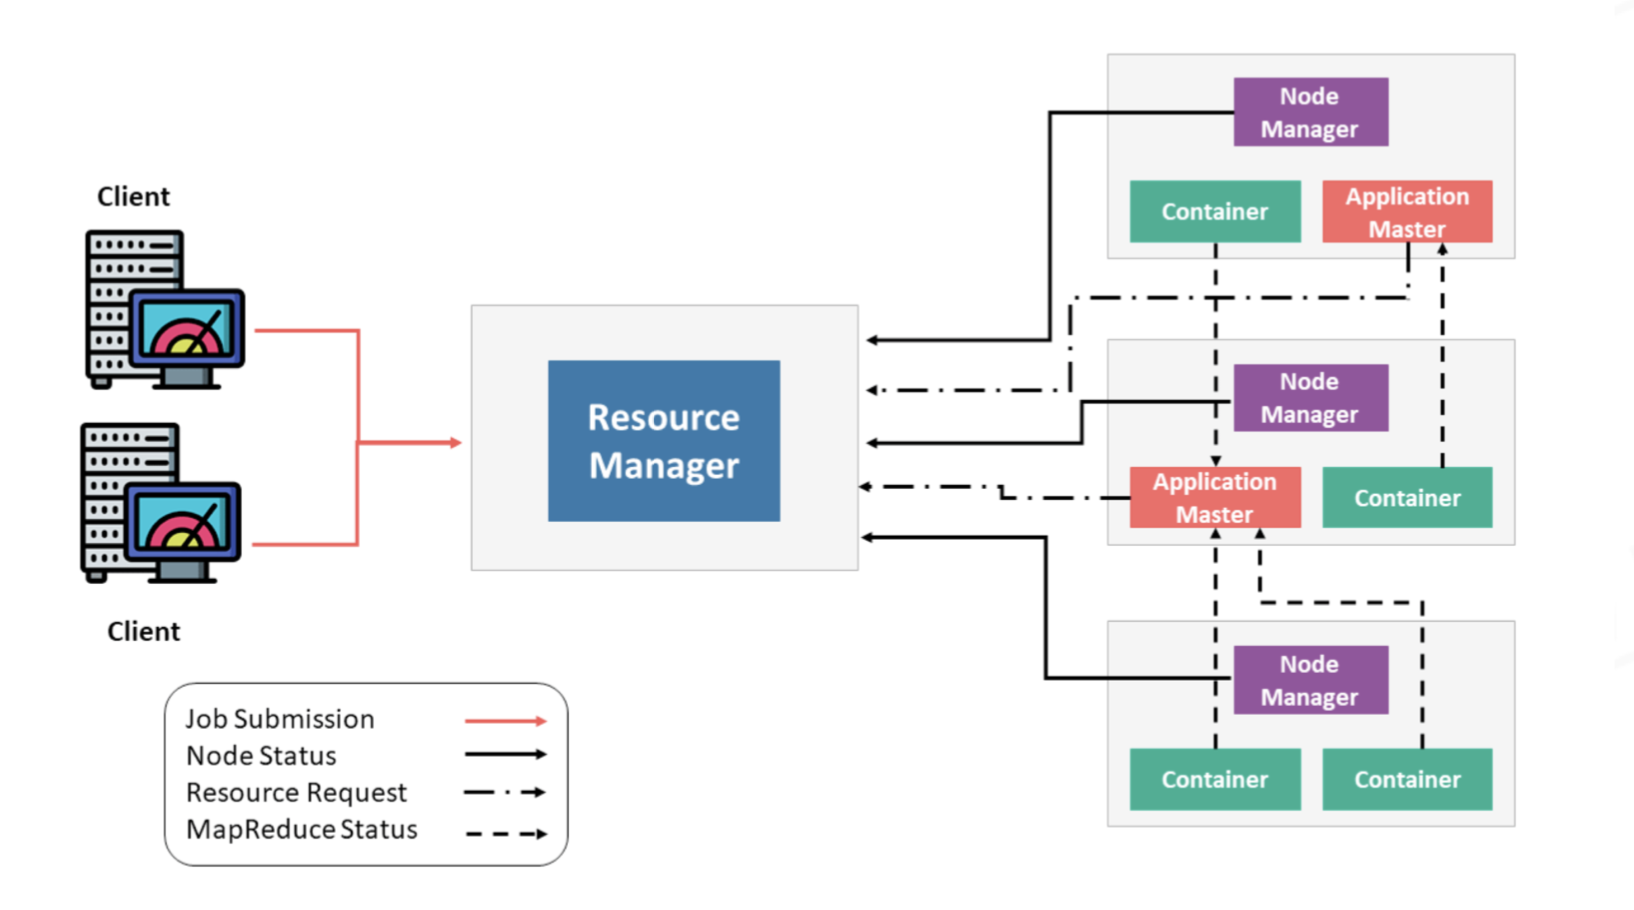 Client
Client
Job Submission
Node Status
Resource Request
MapReduce Status
Resource
Manager
Node
Manager
Container
Application
Master
Node
Manager
Application
Master
Container
Node
Manager
Container
Container